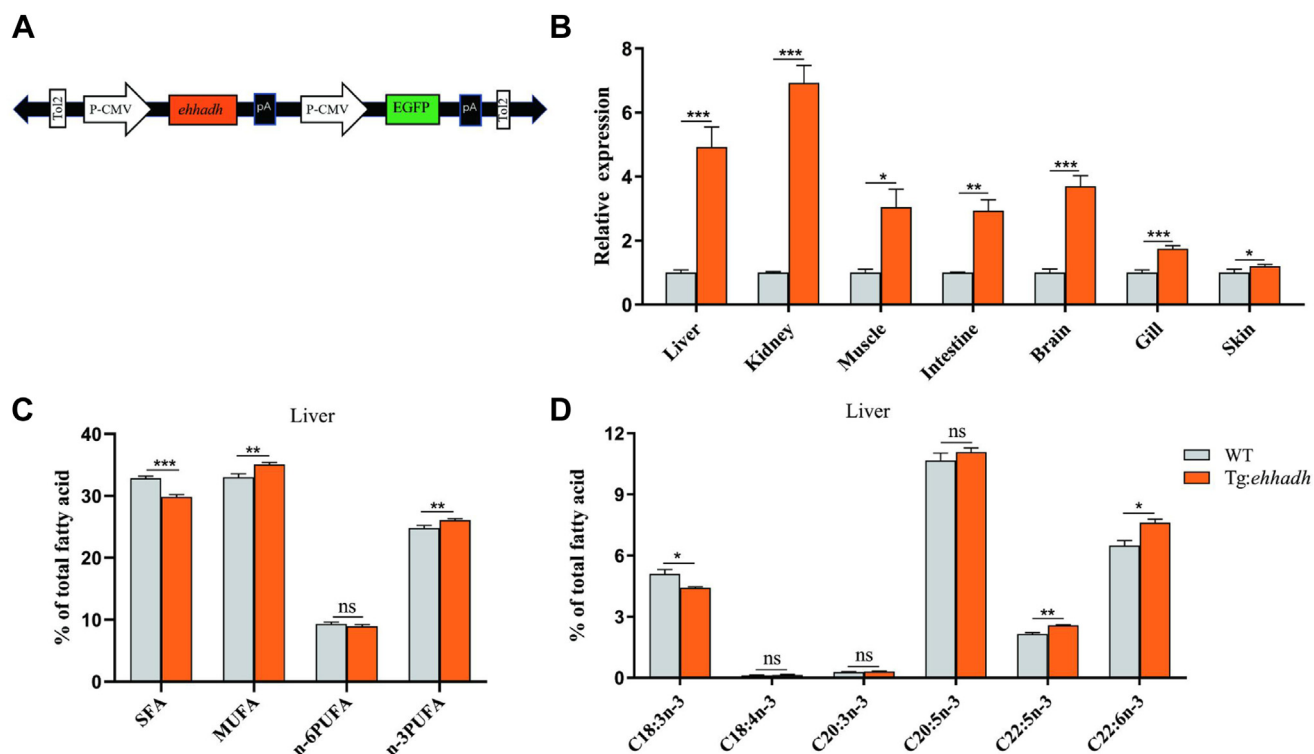 A
Tol2
P-CMV
ehhadh
pA
P-CMV
EGFP
pA
Tol2
B
Relative expression
8
6
4
2
0
***
***
*
**
***
***
*
Liver
Kidney
Muscle
Intestine
Brain
Gill
Skin
C
Liver
% of total fatty acid
40
30
20
10
0
***
**
ns
**
SFA
MUFA
n-6PUFA
n-3PUFA
D
Liver
% of total fatty acid
12
9
6
3
0
*
ns
ns
ns
**
*
C18:3n-3
C18:4n-3
C20:3n-3
C20:5n-3
C22:5n-3
C22:6n-3
WT
Tg:ehhadh